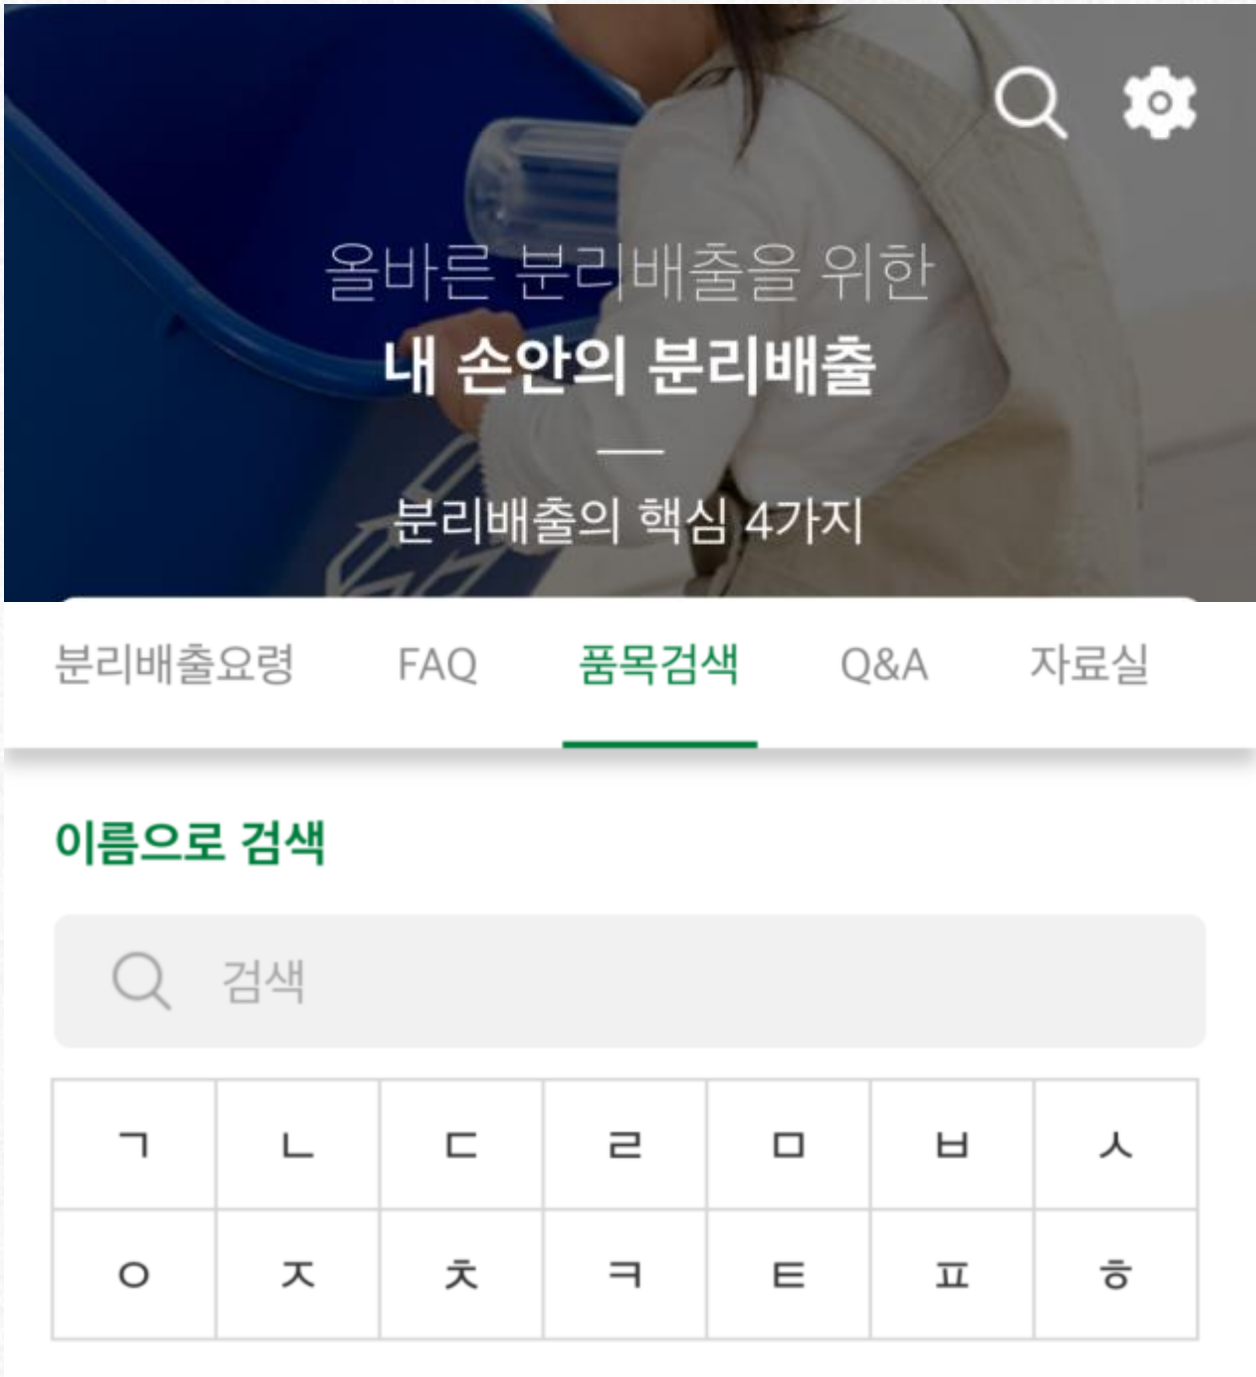 올바른 분리배출을 위한
내 손안의 분리배출
분리배출의 핵심 4가지
분리배출요령 FAQ 품목검색 Q&A 자료실
이름으로 검색
검색
ㄱ ㄴ ㄷ ㄹ ㅁ ㅂ ㅅ
ㅇ ㅈ ㅊ ㅋ ㅌ ㅍ ㅎ